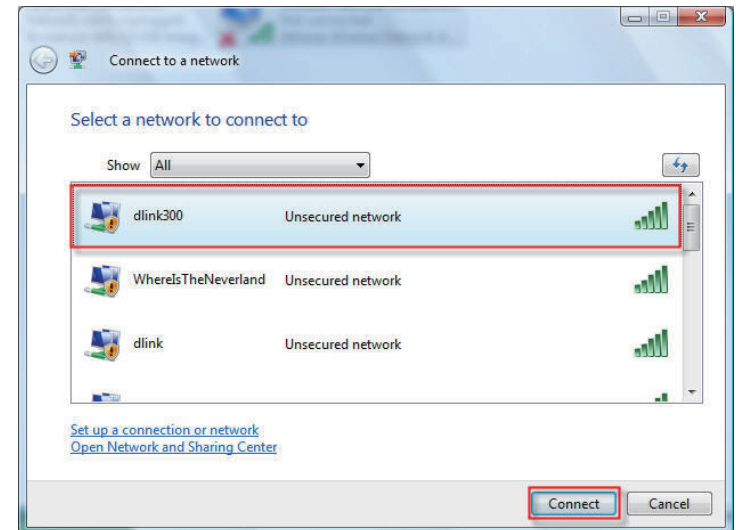 Connect to a network
Select a network to connect to
Show All
dlink300 Unsecured network
WhereIsTheNeverland Unsecured network
dlink Unsecured network
Set up a connection or network
Open Network and Sharing Center
Connect Cancel